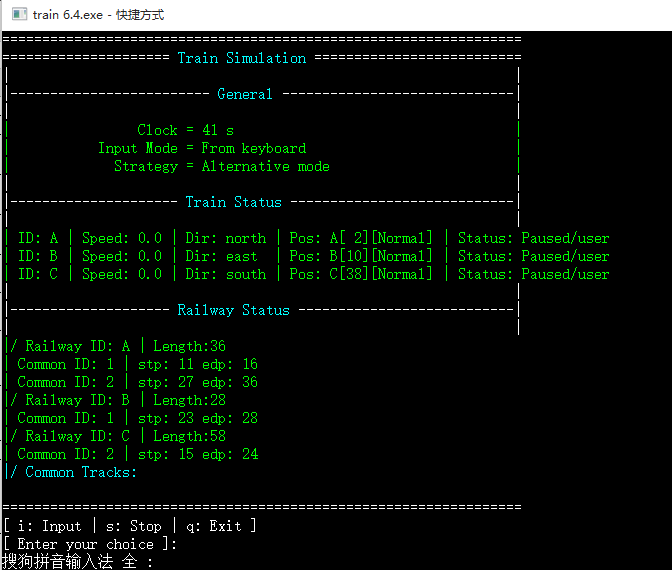 train 6.4.exe - 快捷方式
=================================================================
===================== Train Simulation ==========================
|------------------------- General -----------------------------|
| Clock = 41 s |
| Input Mode = From keyboard |
| Strategy = Alternative mode |
|--------------------- Train Status ----------------------------|
| ID: A | Speed: 0.0 | Dir: north | Pos: A[ 2][Normal] | Status: Paused/user
| ID: B | Speed: 0.0 | Dir: east | Pos: B[10][Normal] | Status: Paused/user
| ID: C | Speed: 0.0 | Dir: south | Pos: C[38][Normal] | Status: Paused/user
|-------------------- Railway Status ---------------------------|
|/ Railway ID: A | Length:36
| Common ID: 1 | stp: 11 edp: 16
| Common ID: 2 | stp: 27 edp: 36
|/ Railway ID: B | Length:28
| Common ID: 1 | stp: 23 edp: 28
|/ Railway ID: C | Length:58
| Common ID: 2 | stp: 15 edp: 24
|/ Common Tracks:
=================================================================
[ i: Input | s: Stop | q: Exit ]
[ Enter your choice ]:
搜狗拼音输入法 全 :